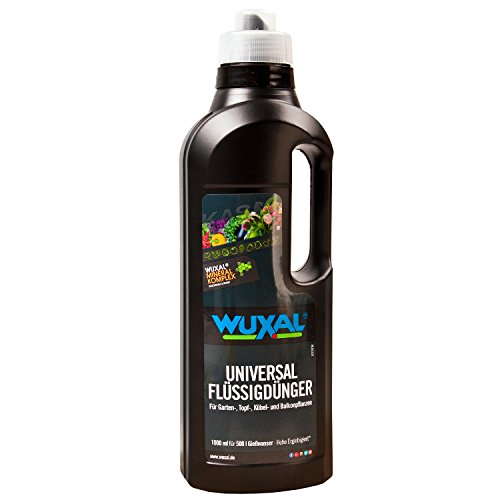 WUXAL®
MINERAL
KOMPLEX
WUXAL®
UNIVERSAL
FLÜSSIGDÜNGER
Für Garten-, Topf-, Kübel- und Balkonpflanzen
1000 ml für 500 l Gießwasser · Hohe Ergiebigkeit*
www.wuxal.de